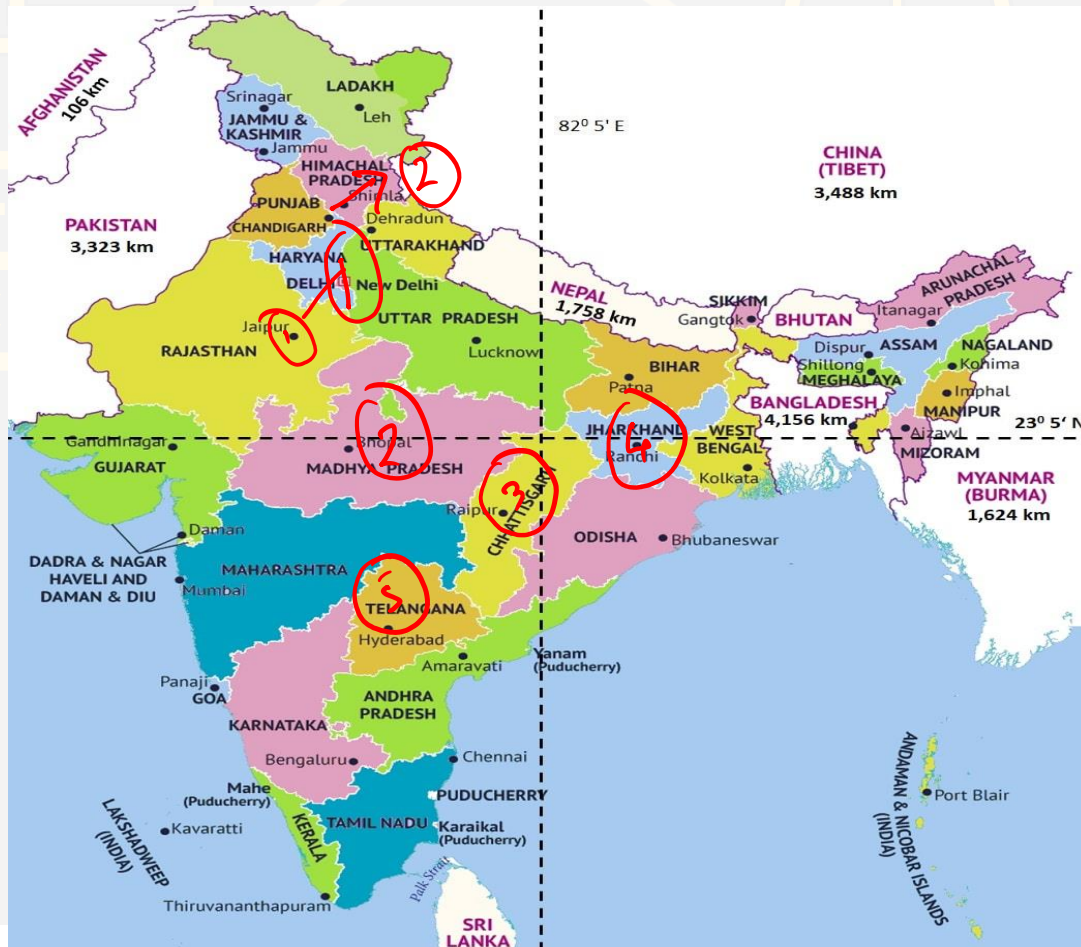 AFGHANISTAN
106 km
LADAKH
Leh
Srinagar
JAMMU &
KASHMIR
Jammu
82⁰ 5' E
CHINA
(TIBET)
3,488 km
HIMACHAL
PRADESH
Shimla
2
PUNJAB
CHANDIGARH
Dehradun
UTTARAKHAND
PAKISTAN
3,323 km
HARYANA
DELHI
New Delhi
1
NEPAL
1,758 km
SIKKIM
Gangtok
BHUTAN
ARUNACHAL
PRADESH
Itanagar
Jaipur
1
RAJASTHAN
UTTAR PRADESH
Lucknow
BIHAR
Patna
Dispur
ASSAM
NAGALAND
Kohima
Shillong
MEGHALAYA
Imphal
MANIPUR
BANGLADESH
4,156 km
23⁰ 5' N
Aizawl
MIZORAM
MYANMAR
(BURMA)
1,624 km
Gandhinagar
GUJARAT
Bhopal
2
MADHYA PRADESH
JHARKHAND
4
Ranchi
WEST
BENGAL
Kolkata
Raipur
3
CHHATTISGARH
ODISHA
Bhubaneswar
Daman
DADRA & NAGAR
HAVELI AND
DAMAN & DIU
MAHARASHTRA
Mumbai
5
TELANGANA
Hyderabad
Amaravati
Yanam
(Puducherry)
Panaji
GOA
KARNATAKA
ANDHRA
PRADESH
Bengaluru
Chennai
Mahe
(Puducherry)
PUDUCHERRY
LAKSHADWEEP
(INDIA)
Kavaratti
KERALA
TAMIL NADU
Karaikal
(Puducherry)
Palk Strait
Thiruvananthapuram
SRI
LANKA
ANDAMAN & NICOBAR ISLANDS
(INDIA)
Port Blair